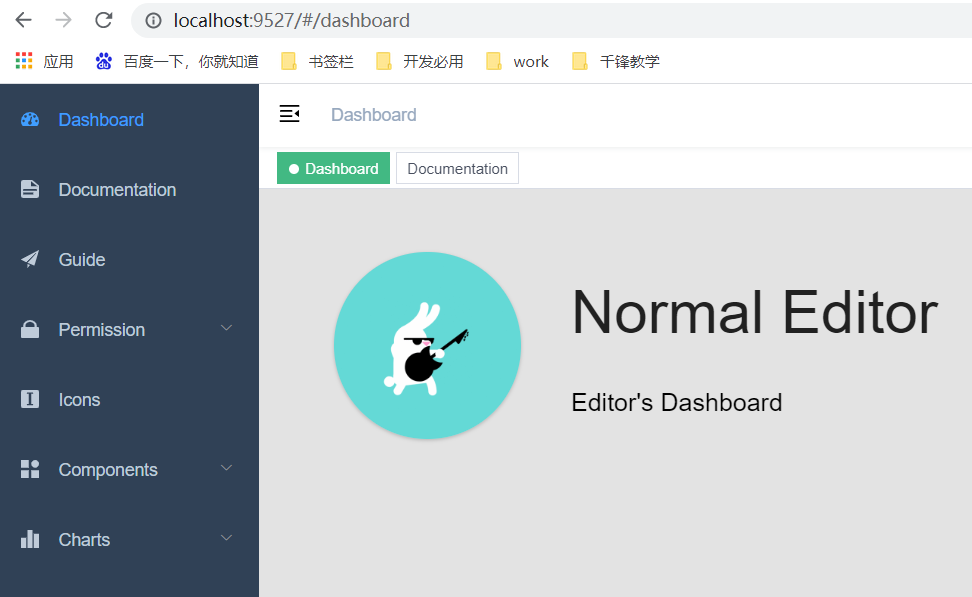 localhost:9527/#/dashboard
应用 百度一下，你就知道 书签栏 开发必用 work 千锋教学
Dashboard
Documentation
Guide
Permission
Icons
Components
Charts
Dashboard
Dashboard Documentation
Normal Editor
Editor's Dashboard